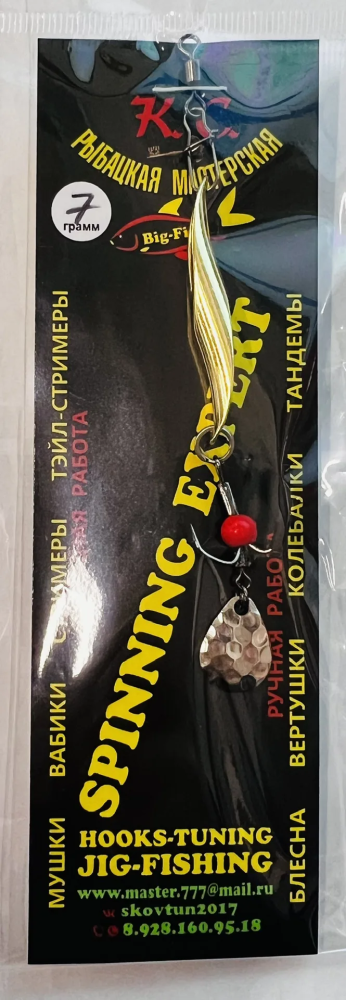 К. С.
РЫБАЦКАЯ МАСТЕРСКАЯ
7
грамм
Big-Fi
SPINNING EXPERT
МУШКИ ВАБИКИ СТРИМЕРЫ ТЭЙЛ-СТРИМЕРЫ
РАБОТА
БЛЕСНА ВЕРТУШКИ КОЛЕБАЛКИ ТАНДЕМЫ
РУЧНАЯ РАБОТА
HOOKS-TUNING
JIG-FISHING
www.master.777@mail.ru
skovtun2017
8.928.160.95.18